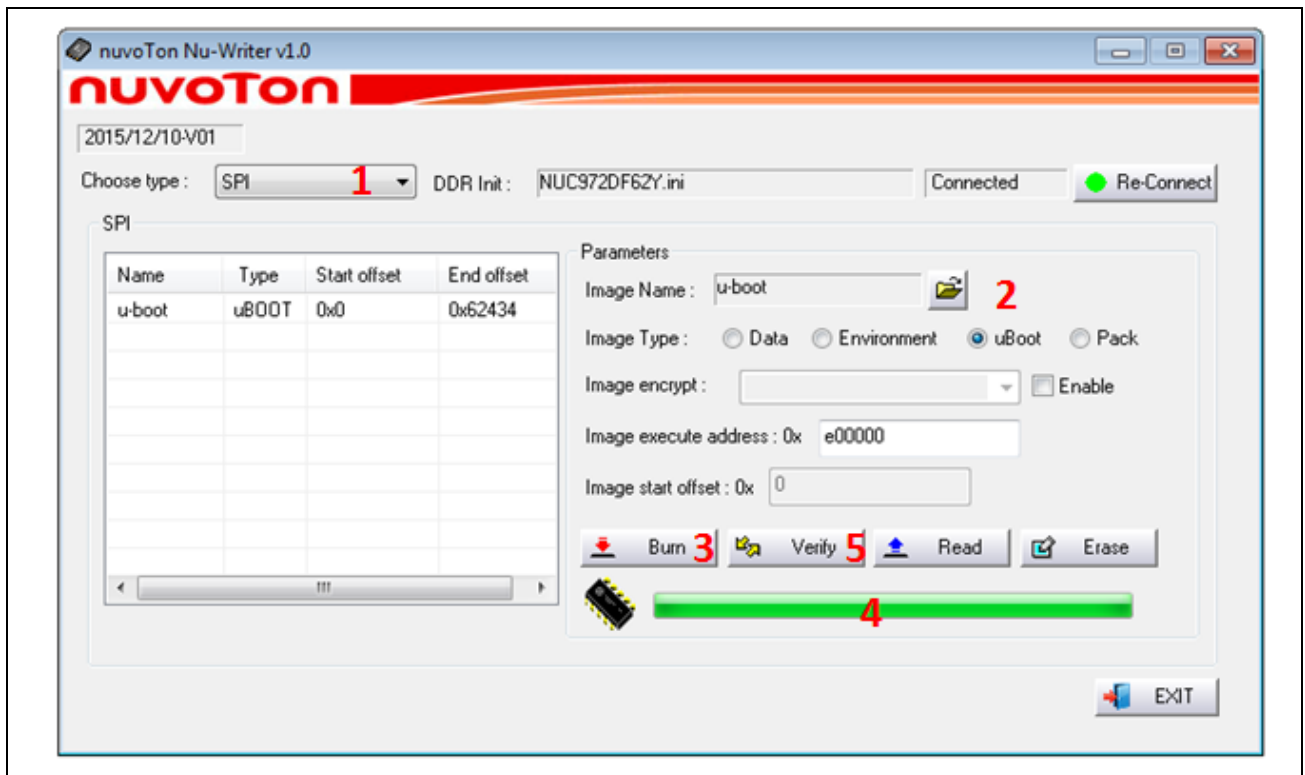 nuvoTon Nu-Writer v1.0
nuvoTon
2015/12/10-V01
Choose type : SPI 1 DDR Init : NUC972DF62Y.ini Connected Re-Connect
SPI
Name Type Start offset End offset
u-boot uBOOT 0x0 0x62434
Parameters
Image Name : u-boot 2
Image Type : Data Environment uBoot Pack
Image encrypt : Enable
Image execute address : 0x e00000
Image start offset : 0x 0
Burn 3 Verify 5 Read Erase
4
EXIT